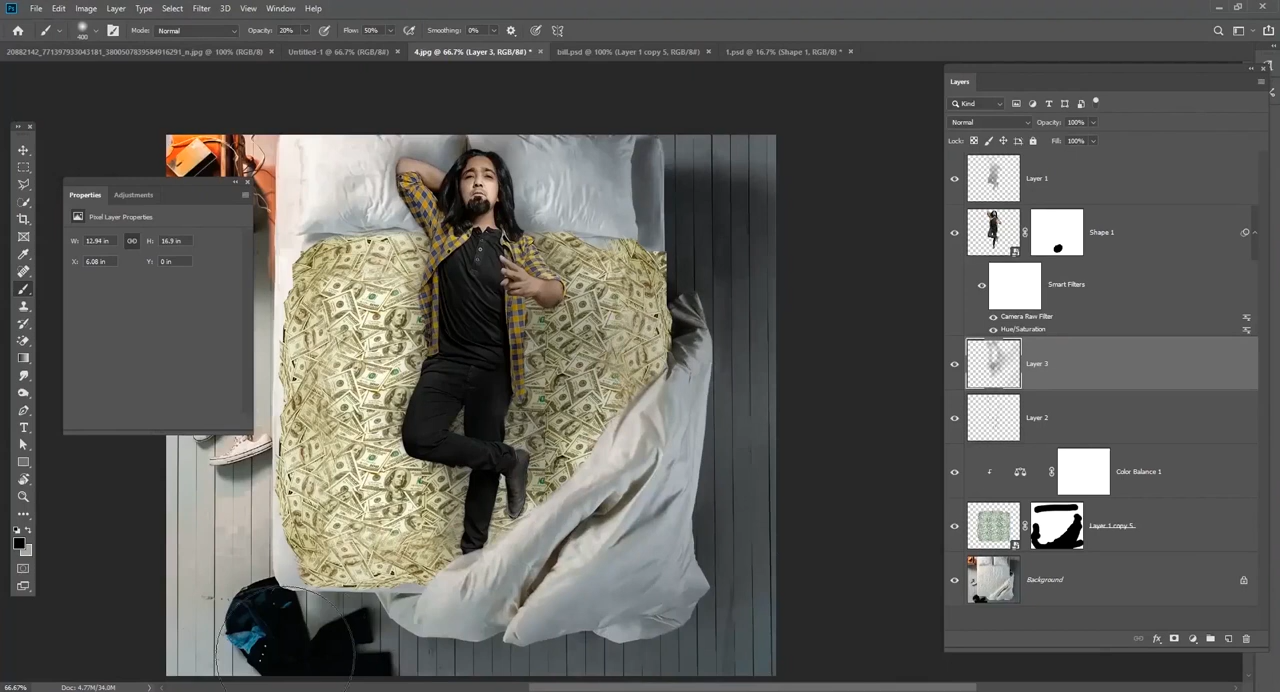 File Edit Image Layer Type Select Filter 3D View Window Help
Mode: Normal Opacity: 20% Flow: 50% Smoothing: 0%
20882142_771397933043181_3800507839584916291_n.jpg @ 100% (RGB/8) × Untitled-1 @ 66.7% (RGB/8#) × 4.jpg @ 66.7% (Layer 3, RGB/8#) * × bill.psd @ 100% (Layer 1 copy 5, RGB/8#) × 1.psd @ 16.7% (Shape 1, RGB/8#) * ×
400
Layers
Kind
Normal Opacity: 100%
Lock: Fill: 100%
Layer 1
Properties Adjustments
Pixel Layer Properties
W: 12.94 in H: 16.9 in
X: 6.08 in Y: 0 in
Shape 1
Smart Filters
Camera Raw Filter
Hue/Saturation
Layer 3
Layer 2
Color Balance 1
Layer 1 copy 5
Background
66.67% Doc: 4.77M/34.0M